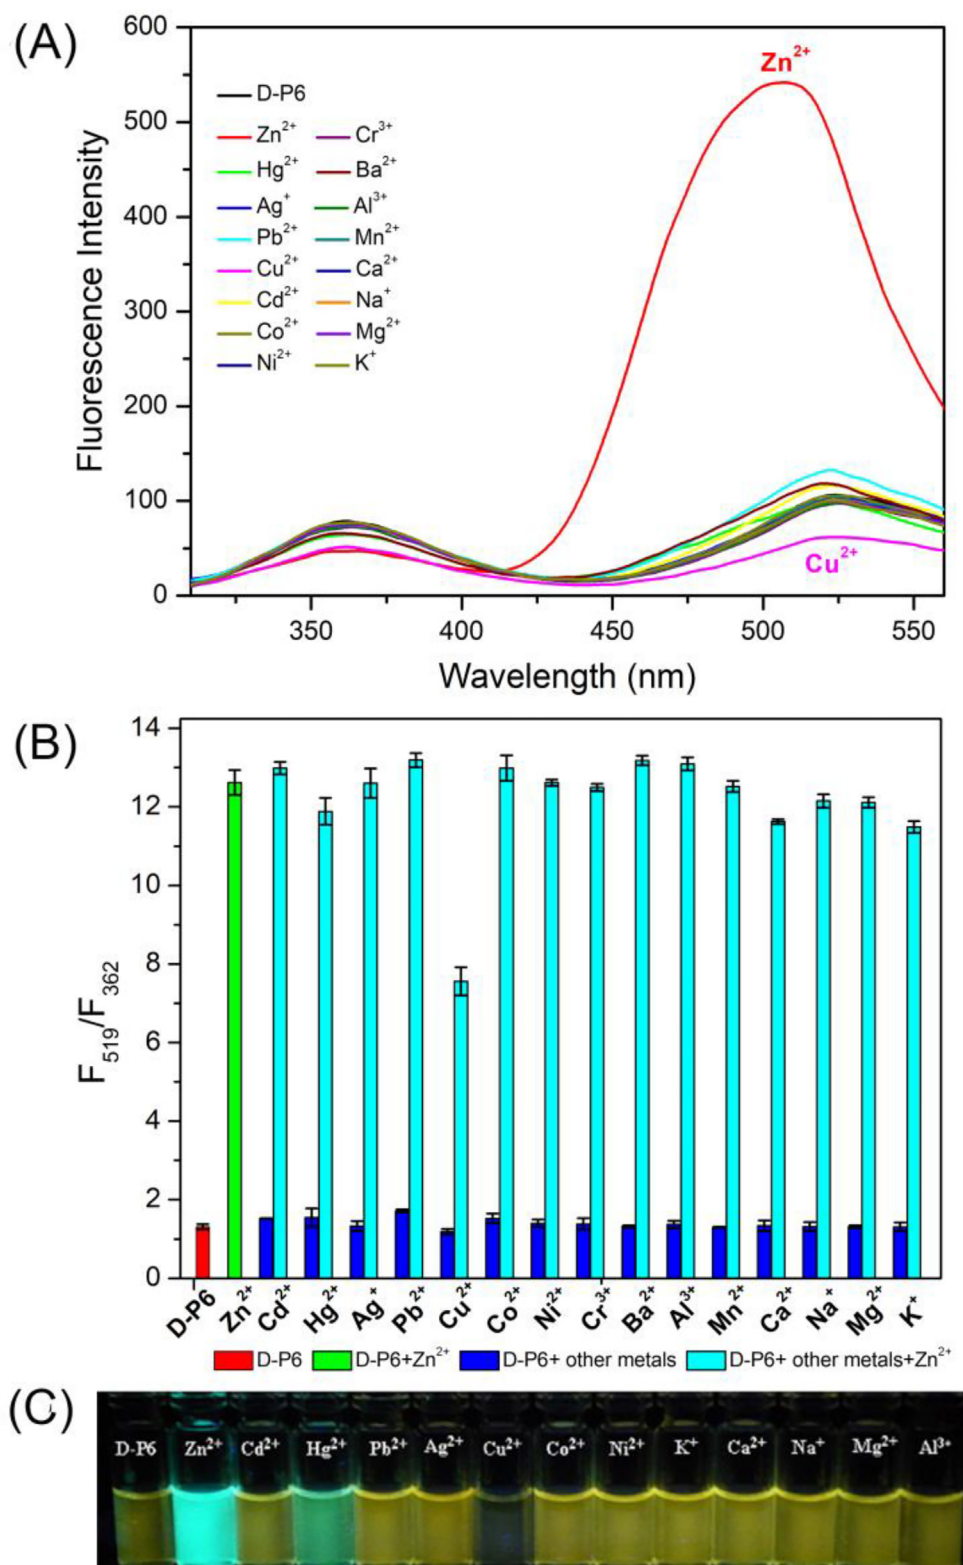 (A)
600
500
400
300
200
100
0
Fluorescence Intensity
D-P6
Zn²⁺ Cr³⁺
Hg²⁺ Ba²⁺
Ag⁺ Al³⁺
Pb²⁺ Mn²⁺
Cu²⁺ Ca²⁺
Cd²⁺ Na⁺
Co²⁺ Mg²⁺
Ni²⁺ K⁺
Zn²⁺
Cu²⁺
350 400 450 500 550
Wavelength (nm)
(B)
14
12
10
8
6
4
2
0
F₅₁₉/F₃₆₂
D-P6 Zn²⁺ Cd²⁺ Hg²⁺ Ag⁺ Pb²⁺ Cu²⁺ Co²⁺ Ni²⁺ Cr³⁺ Ba²⁺ Al³⁺ Mn²⁺ Ca²⁺ Na⁺ Mg²⁺ K⁺
D-P6 D-P6+Zn²⁺ D-P6+ other metals D-P6+ other metals+Zn²⁺
(C)
D-P6 Zn²⁺ Cd²⁺ Hg²⁺ Pb²⁺ Ag²⁺ Cu²⁺ Co²⁺ Ni²⁺ K⁺ Ca²⁺ Na⁺ Mg²⁺ Al³⁺